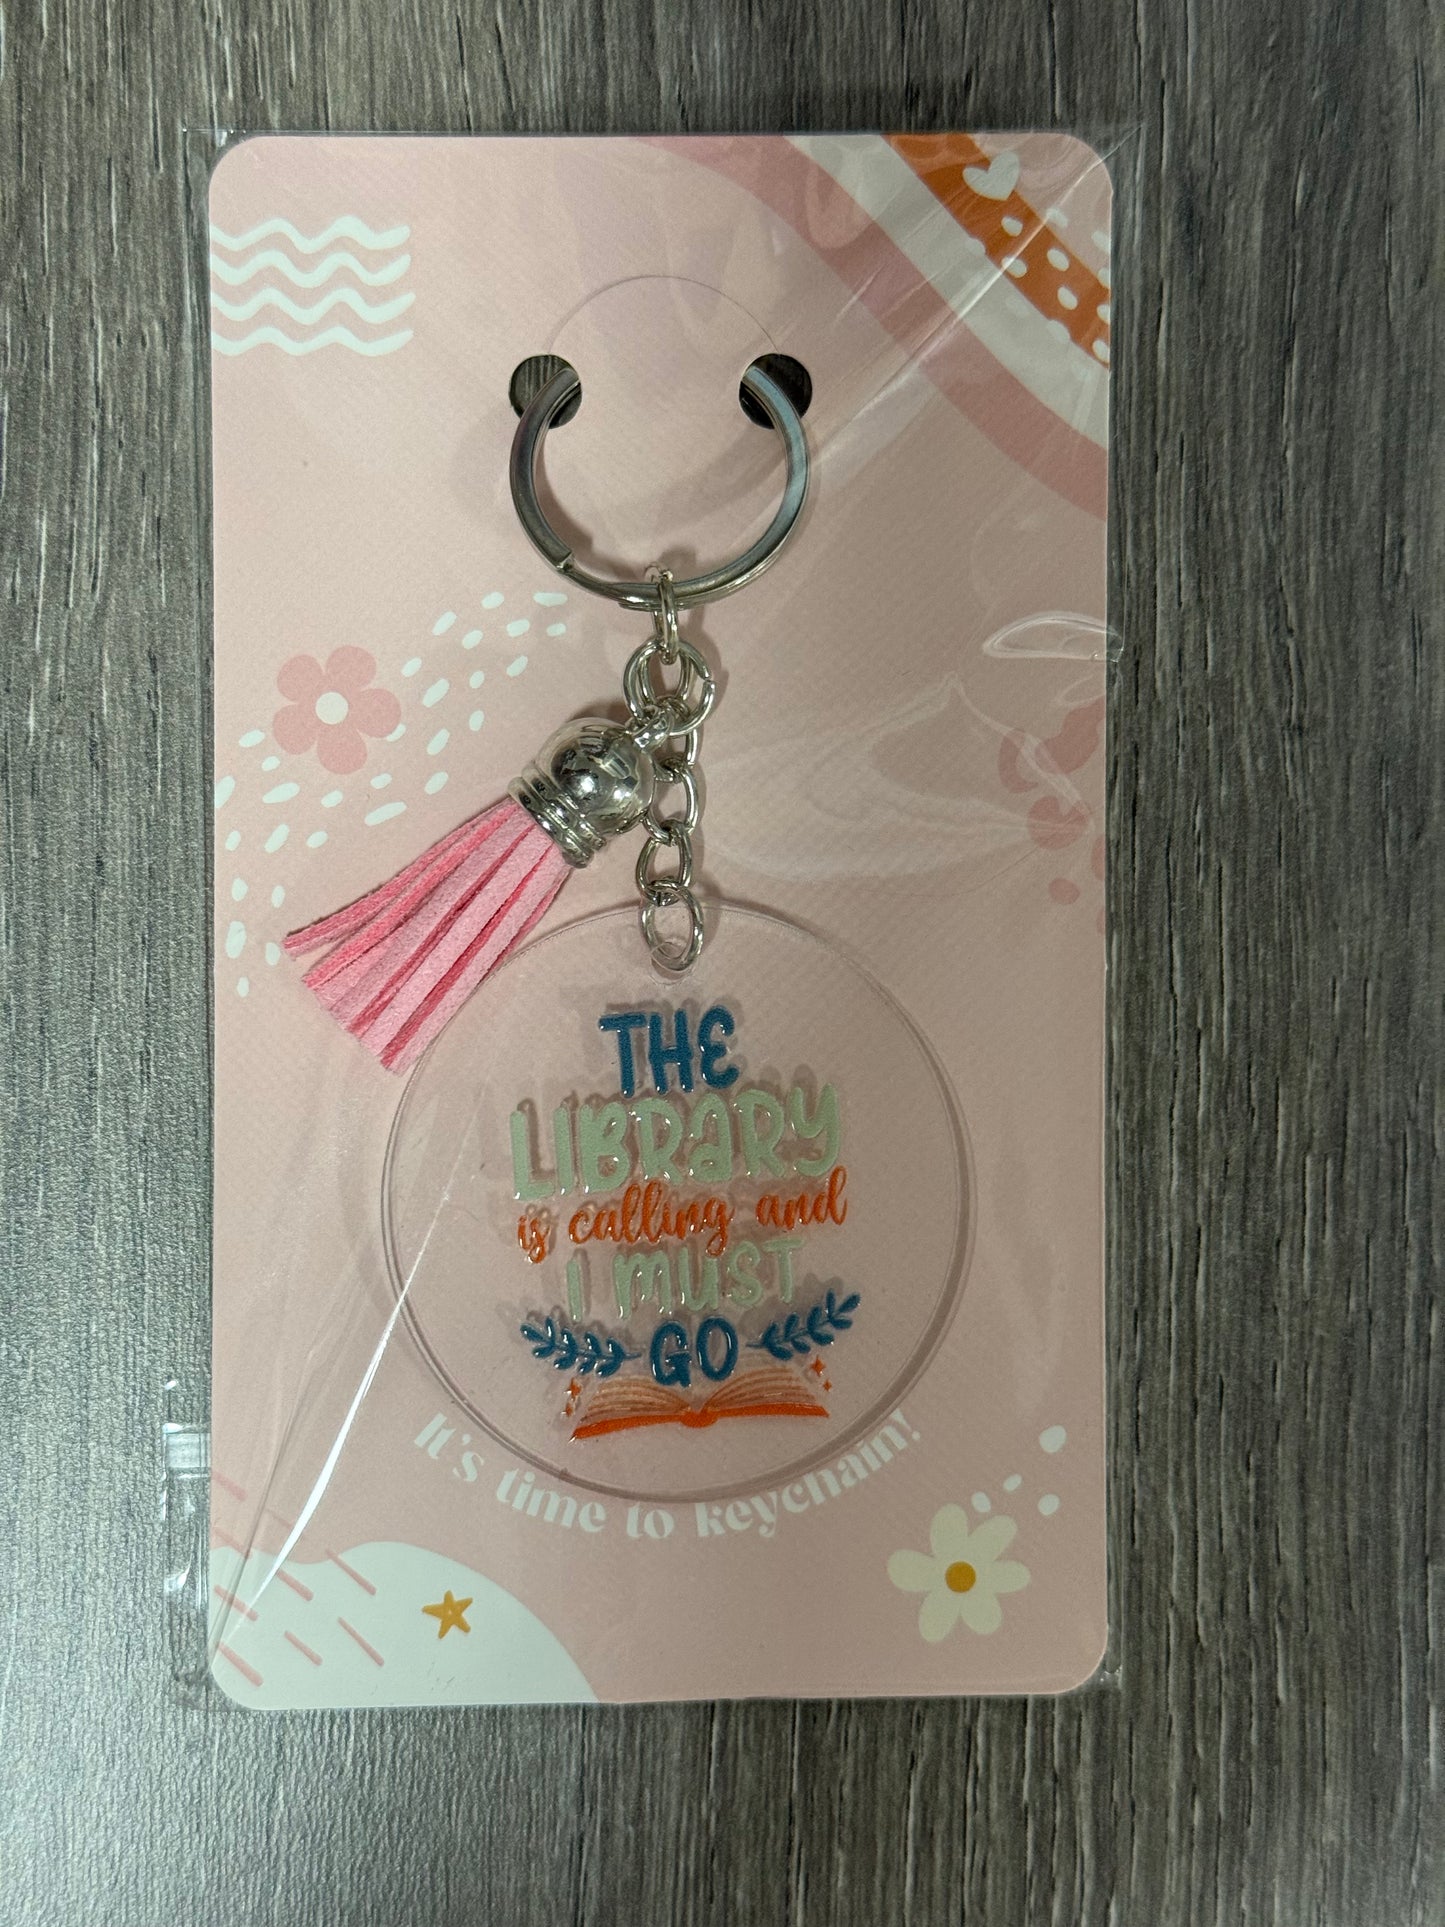 THE
LIBRARY
is calling and
I MUST
GO
It's time to keychain!